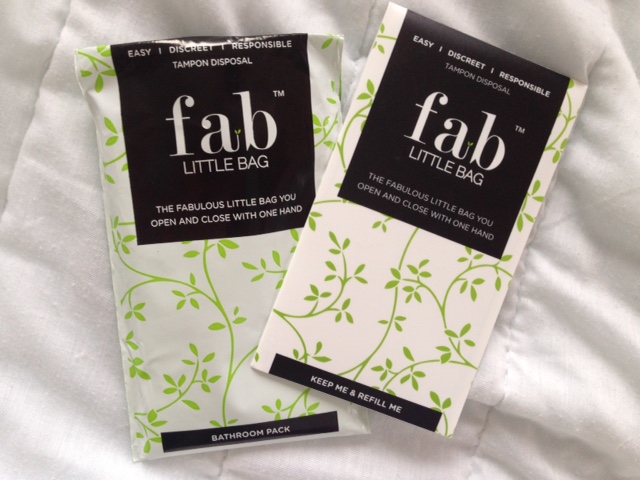 EASY | DISCREET | RESPONSIBLE
TAMPON DISPOSAL
fab™
LITTLE BAG
THE FABULOUS LITTLE BAG YOU
OPEN AND CLOSE WITH ONE HAND
BATHROOM PACK
EASY | DISCREET | RESPONSIBLE
TAMPON DISPOSAL
fab™
LITTLE BAG
THE FABULOUS LITTLE BAG YOU
OPEN AND CLOSE WITH ONE HAND
KEEP ME & REFILL ME